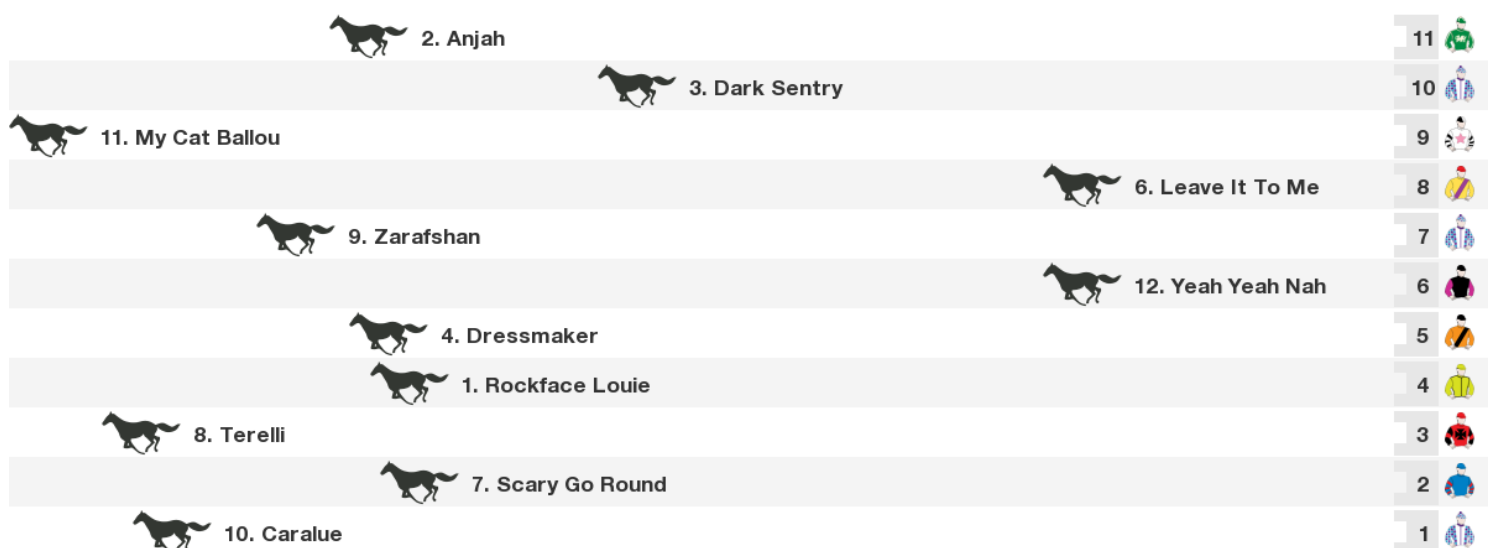 2. Anjah 11
3. Dark Sentry 10
11. My Cat Ballou 9
6. Leave It To Me 8
9. Zarafshan 7
12. Yeah Yeah Nah 6
4. Dressmaker 5
1. Rockface Louie 4
8. Terelli 3
7. Scary Go Round 2
10. Caralue 1